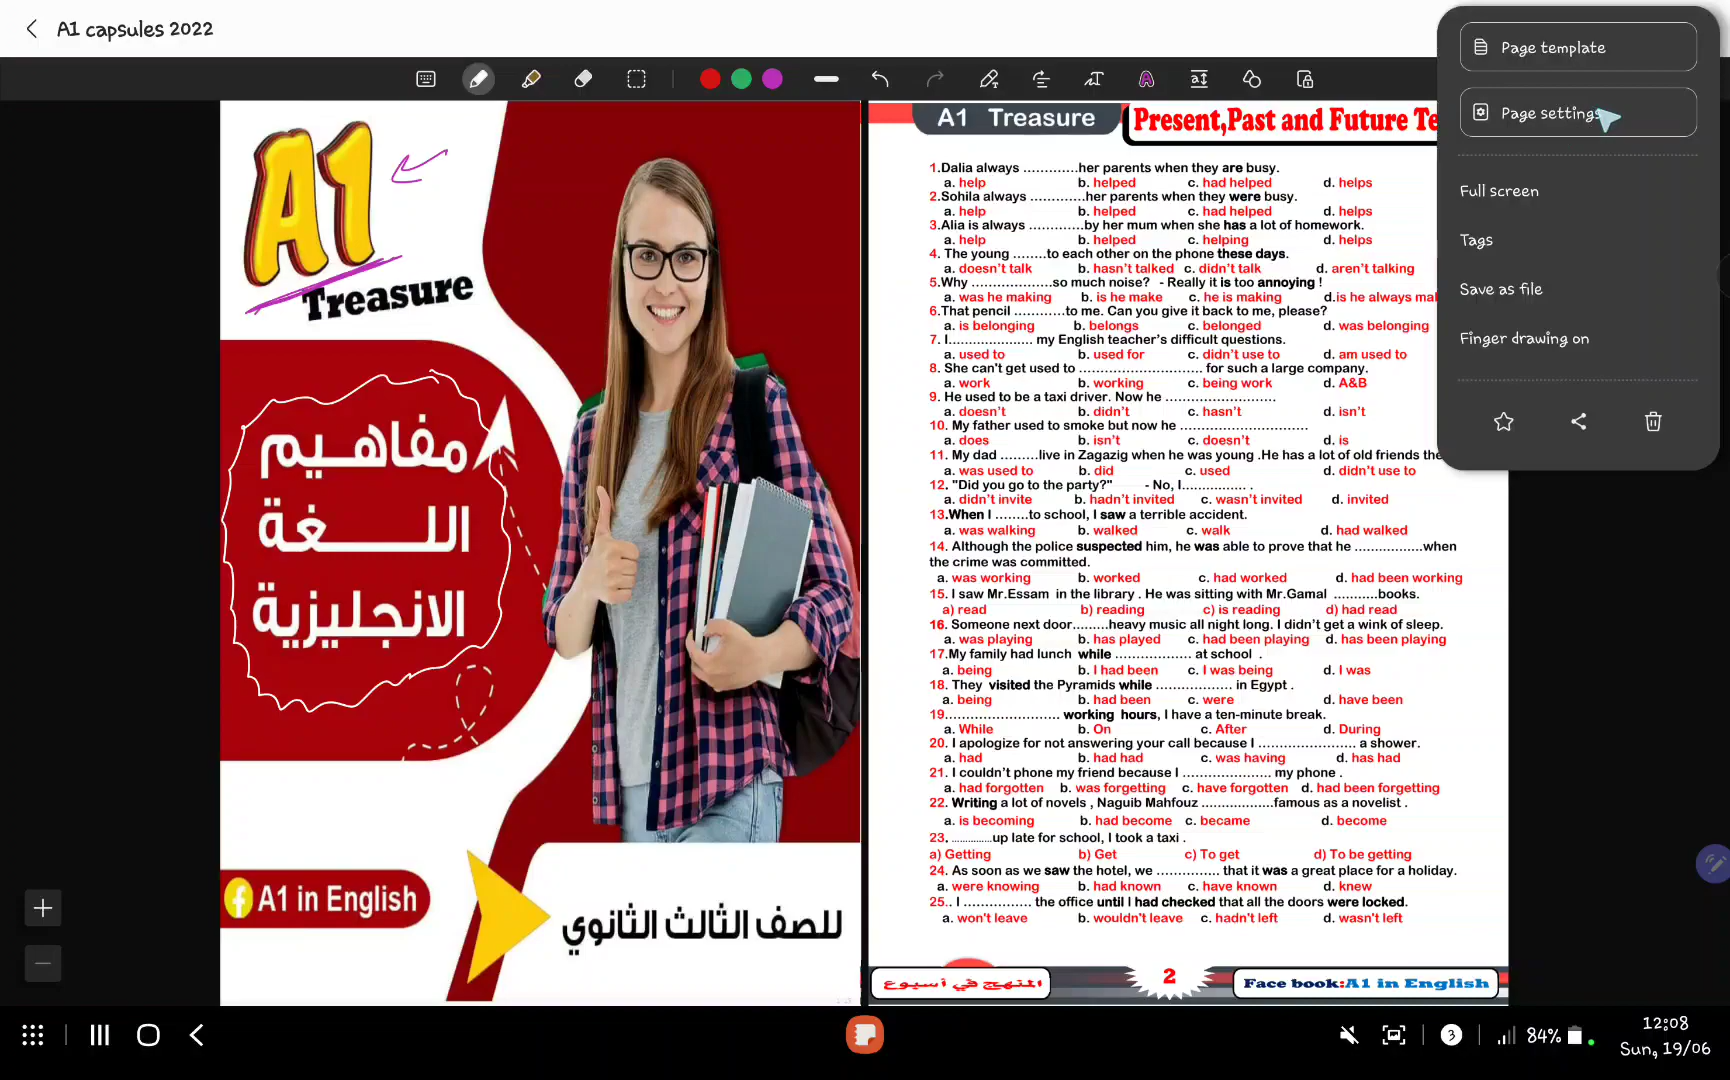 A1 capsules 2022
A1
Treasure
مفاهيم
اللغة
الانجليزية
A1 in English
للصف الثالث الثانوي
A1 Treasure
Present,Past and Future Te
1.Dalia always .............her parents when they are busy.
a. help b. helped c. had helped d. helps
2.Sohila always .............her parents when they were busy.
a. help b. helped c. had helped d. helps
3.Alia is always .............by her mum when she has a lot of homework.
a. help b. helped c. helping d. helps
4. The young ........to each other on the phone these days.
a. doesn't talk b. hasn't talked c. didn't talk d. aren't talking
5.Why ...................so much noise? - Really it is too annoying !
a. was he making b. is he make c. he is making d.is he always mal
6.That pencil ............to me. Can you give it back to me, please?
a. is belonging b. belongs c. belonged d. was belonging
7. I.................... my English teacher's difficult questions.
a. used to b. used for c. didn't use to d. am used to
8. She can't get used to ............................. for such a large company.
a. work b. working c. being work d. A&B
9. He used to be a taxi driver. Now he ..........................
a. doesn't b. didn't c. hasn't d. isn't
10. My father used to smoke but now he ..............................
a. does b. isn't c. doesn't d. is
11. My dad .........live in Zagazig when he was young .He has a lot of old friends the
a. was used to b. did c. used d. didn't use to
12. "Did you go to the party?" - No, I............... .
a. didn't invite b. hadn't invited c. wasn't invited d. invited
13.When I ........to school, I saw a terrible accident.
a. was walking b. walked c. walk d. had walked
14. Although the police suspected him, he was able to prove that he ................when
the crime was committed.
a. was working b. worked c. had worked d. had been working
15. I saw Mr.Essam in the library . He was sitting with Mr.Gamal ..........books.
a) read b) reading c) is reading d) had read
16. Someone next door.........heavy music all night long. I didn't get a wink of sleep.
a. was playing b. has played c. had been playing d. has been playing
17.My family had lunch while .................. at school .
a. being b. I had been c. I was being d. I was
18. They visited the Pyramids while .................. in Egypt .
a. being b. had been c. were d. have been
19........................... working hours, I have a ten-minute break.
a. While b. On c. After d. During
20. I apologize for not answering your call because I ....................... a shower.
a. had b. had had c. was having d. has had
21. I couldn't phone my friend because I ..................... my phone .
a. had forgotten b. was forgetting c. have forgotten d. had been forgetting
22. Writing a lot of novels , Naguib Mahfouz .................famous as a novelist .
a. is becoming b. had become c. became d. become
23. ...............up late for school, I took a taxi .
a) Getting b) Get c) To get d) To be getting
24. As soon as we saw the hotel, we ............... that it was a great place for a holiday.
a. were knowing b. had known c. have known d. knew
25.. I ................ the office until I had checked that all the doors were locked.
a. won't leave b. wouldn't leave c. hadn't left d. wasn't left
المنهج في أسبوع
2
Face book:A1 in English
Page template
Page settings
Full screen
Tags
Save as file
Finger drawing on
3
84%
12:08
Sun, 19/06